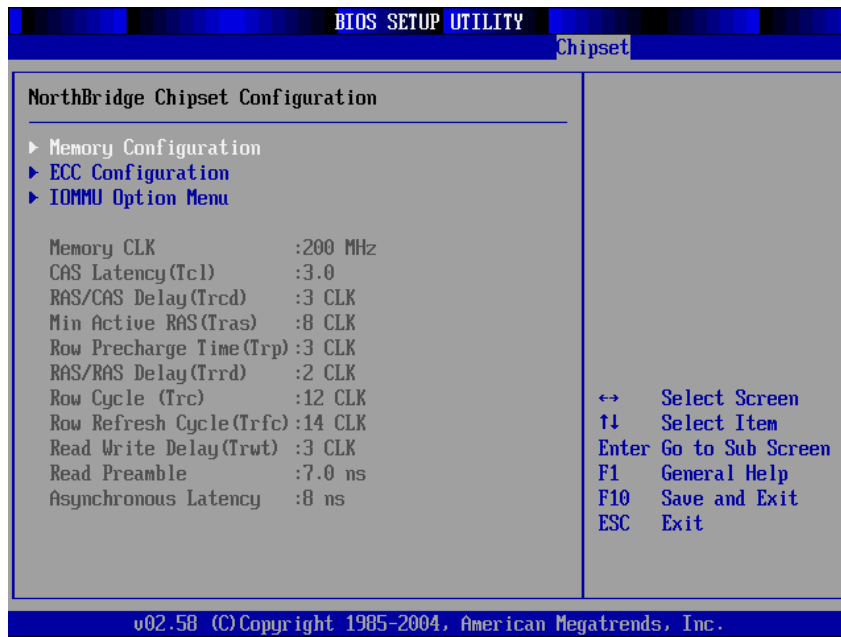 BIOS SETUP UTILITY
Chipset
NorthBridge Chipset Configuration
▶ Memory Configuration
▶ ECC Configuration
▶ IOMMU Option Menu
Memory CLK :200 MHz
CAS Latency(Tcl) :3.0
RAS/CAS Delay(Trcd) :3 CLK
Min Active RAS(Tras) :8 CLK
Row Precharge Time(Trp):3 CLK
RAS/RAS Delay(Trrd) :2 CLK
Row Cycle (Trc) :12 CLK
Row Refresh Cycle(Trfc):14 CLK
Read Write Delay(Trwt) :3 CLK
Read Preamble :7.0 ns
Asynchronous Latency :8 ns
↔ Select Screen
↑↓ Select Item
Enter Go to Sub Screen
F1 General Help
F10 Save and Exit
ESC Exit
v02.58 (C)Copyright 1985-2004, American Megatrends, Inc.